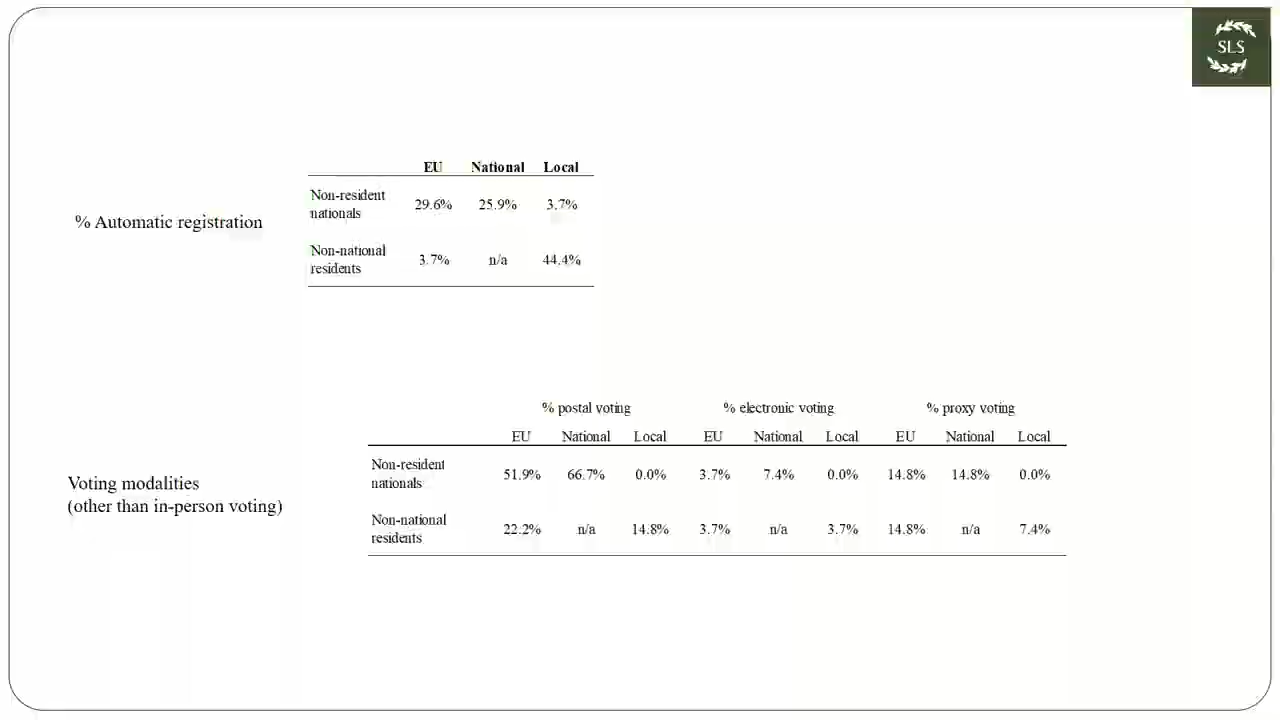 SLS
EU National Local
% Automatic registration
Non-resident nationals 29.6% 25.9% 3.7%
Non-national residents 3.7% n/a 44.4%
Voting modalities
(other than in-person voting)
% postal voting % electronic voting % proxy voting
EU National Local EU National Local EU National Local
Non-resident nationals 51.9% 66.7% 0.0% 3.7% 7.4% 0.0% 14.8% 14.8% 0.0%
Non-national residents 22.2% n/a 14.8% 3.7% n/a 3.7% 14.8% n/a 7.4%